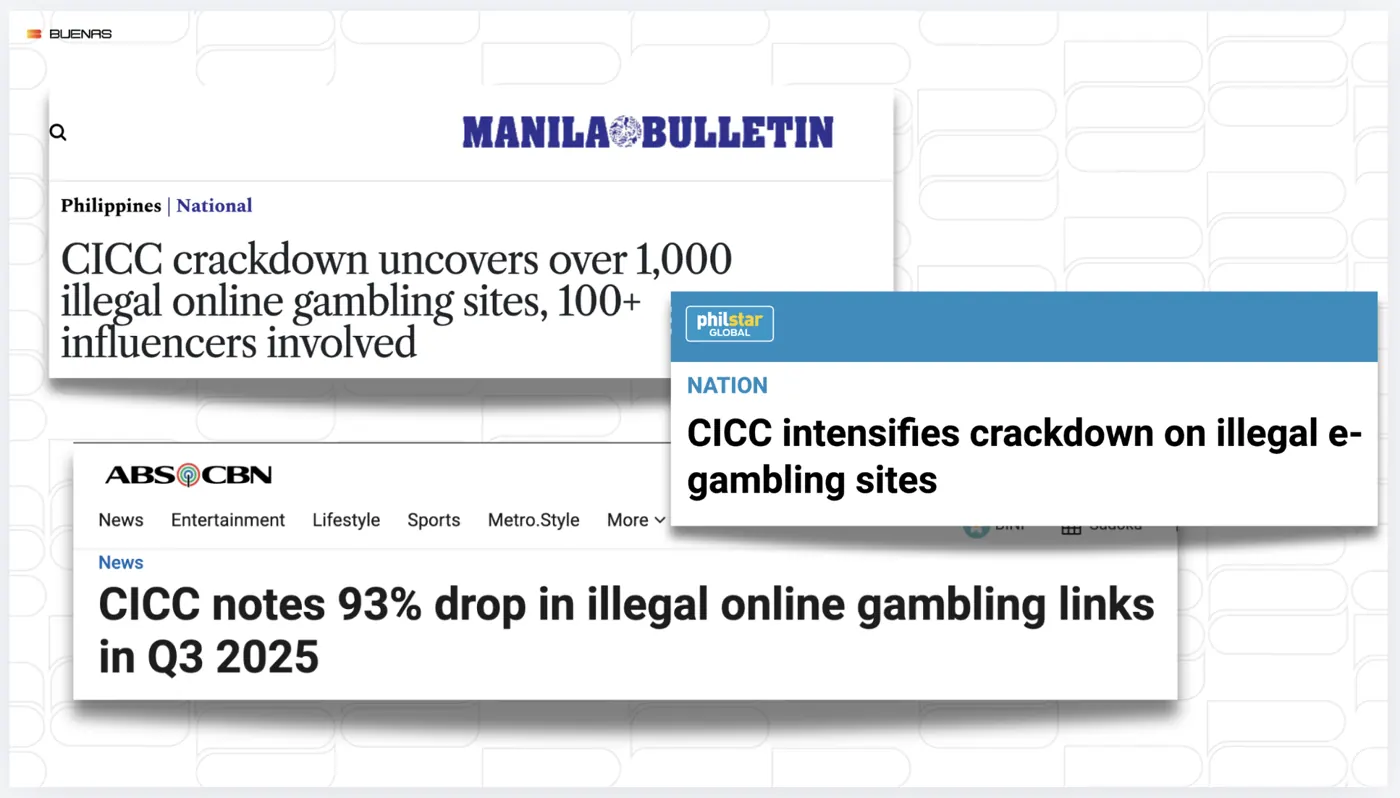 BUENAS
MANILA BULLETIN
Philippines | National
CICC crackdown uncovers over 1,000
illegal online gambling sites, 100+
influencers involved
philstar
GLOBAL
NATION
CICC intensifies crackdown on illegal e-
gambling sites
ABS CBN
News Entertainment Lifestyle Sports Metro.Style More
News
CICC notes 93% drop in illegal online gambling links
in Q3 2025